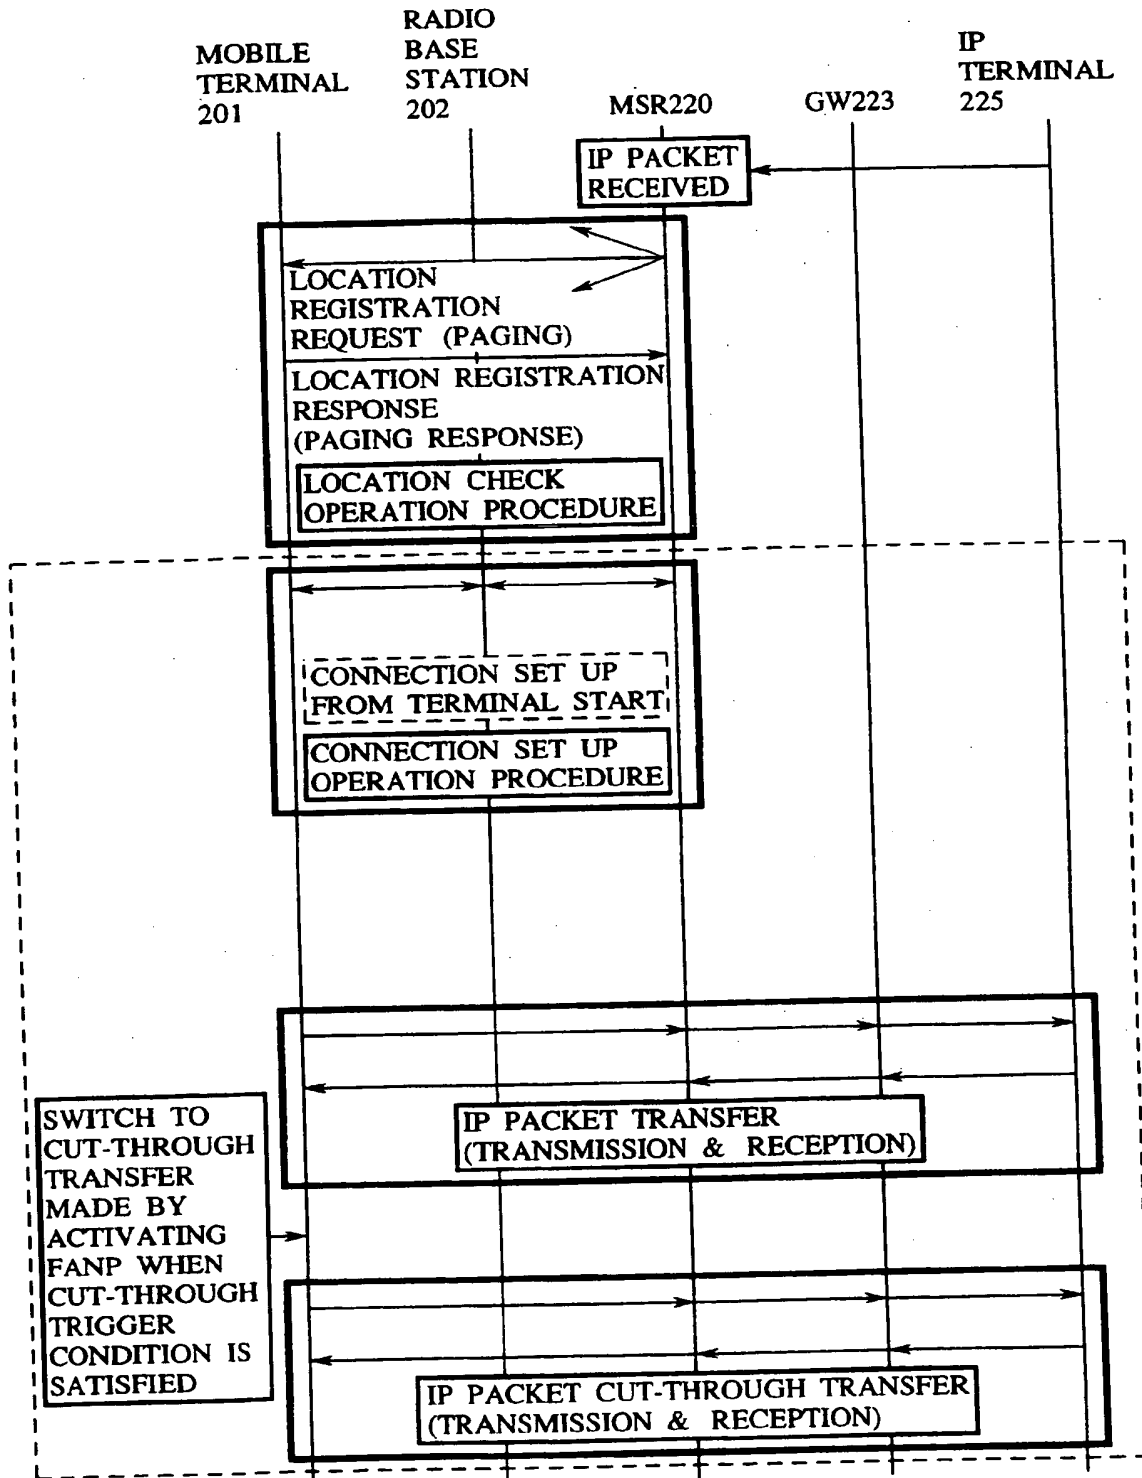 MOBILE
TERMINAL
201
RADIO
BASE
STATION
202
MSR220
GW223
IP
TERMINAL
225
IP PACKET
RECEIVED
LOCATION
REGISTRATION
REQUEST (PAGING)
LOCATION REGISTRATION
RESPONSE
(PAGING RESPONSE)
LOCATION CHECK
OPERATION PROCEDURE
CONNECTION SET UP
FROM TERMINAL START
CONNECTION SET UP
OPERATION PROCEDURE
IP PACKET TRANSFER
(TRANSMISSION & RECEPTION)
SWITCH TO
CUT-THROUGH
TRANSFER
MADE BY
ACTIVATING
FANP WHEN
CUT-THROUGH
TRIGGER
CONDITION IS
SATISFIED
IP PACKET CUT-THROUGH TRANSFER
(TRANSMISSION & RECEPTION)